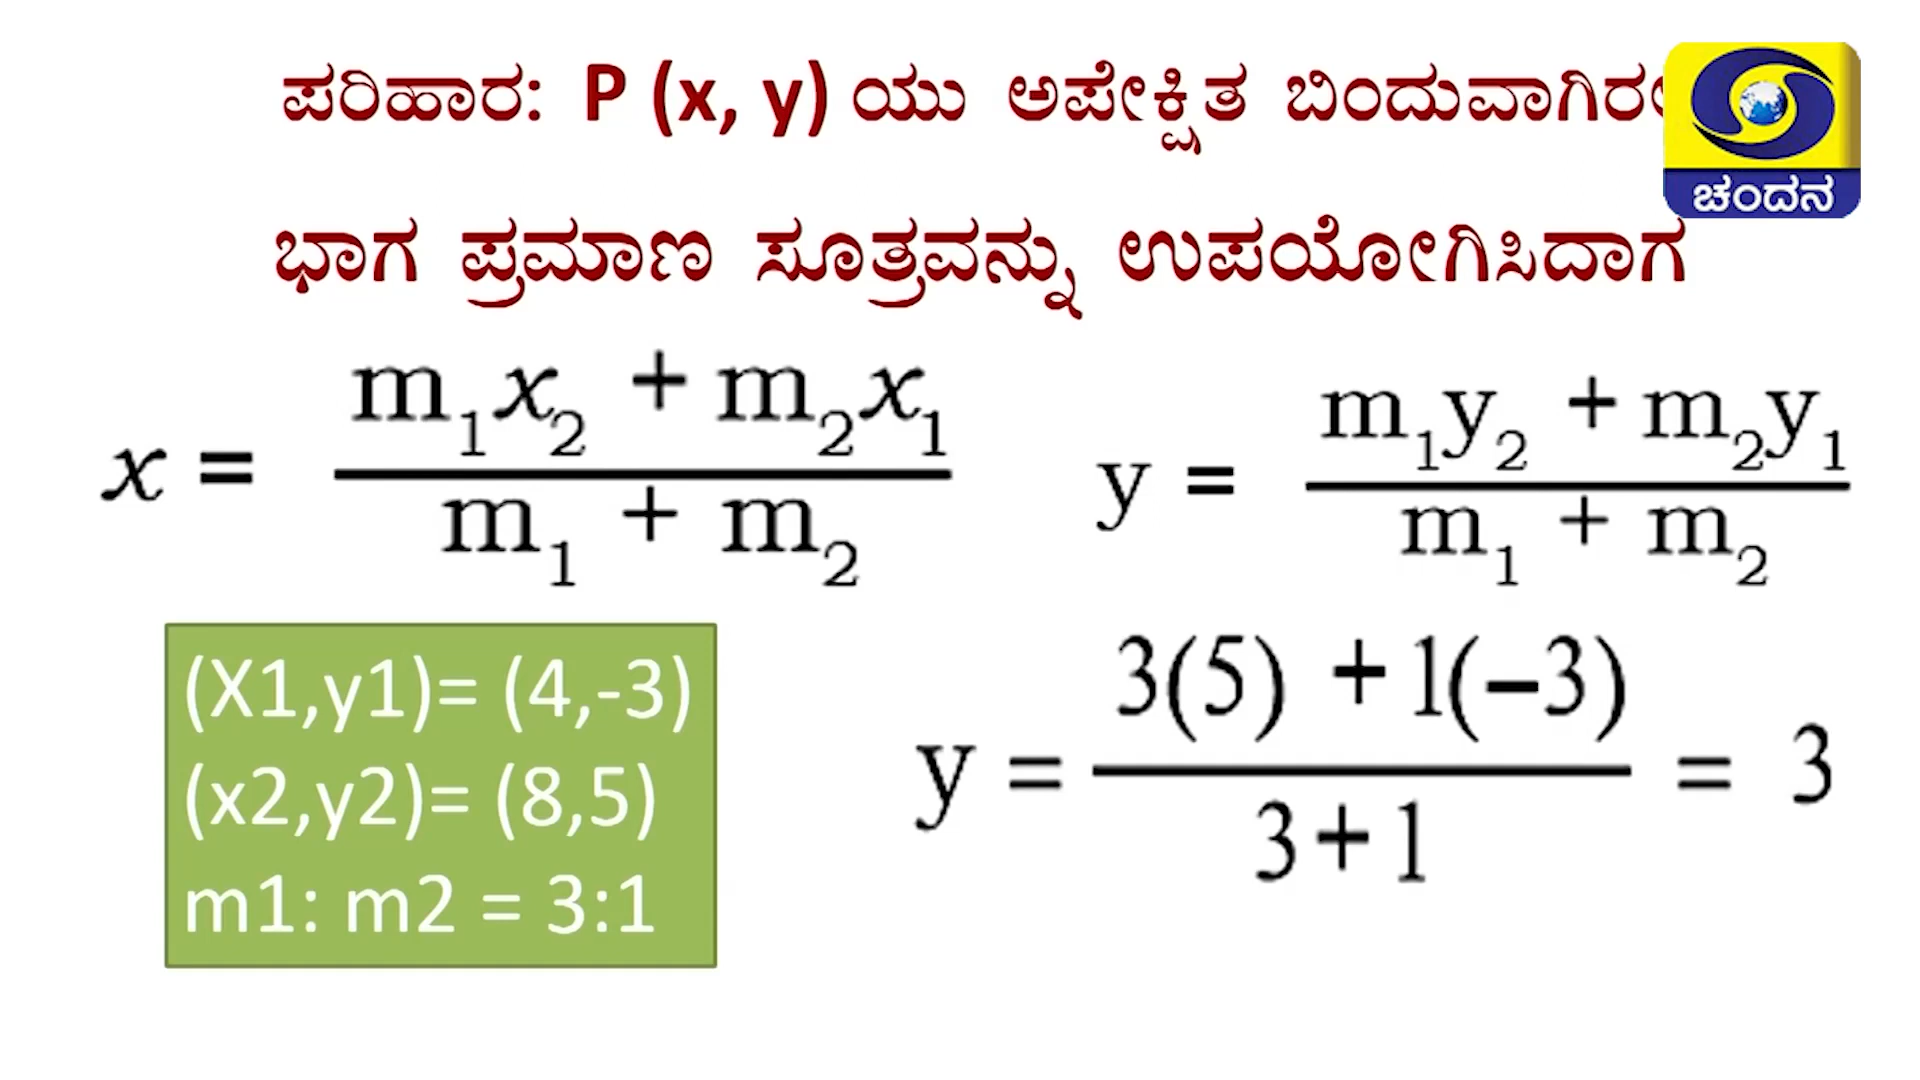 ಪರಿಹಾರ: P (x, y) ಯು ಅಪೇಕ್ಷಿತ
ಚಂದನ
ಭಾಗ ಪ್ರಮಾಣ ಸೂತ್ರವನ್ನು ಉಪಯೋಗಿಸಿದಾಗ
x = (m₁x₂ + m₂x₁) / (m₁ + m₂)
y = (m₁y₂ + m₂y₁) / (m₁ + m₂)
(X1,y1)= (4,-3)
(x2,y2)= (8,5)
m1: m2 = 3:1
y = (3(5) + 1(−3)) / (3 + 1) = 3